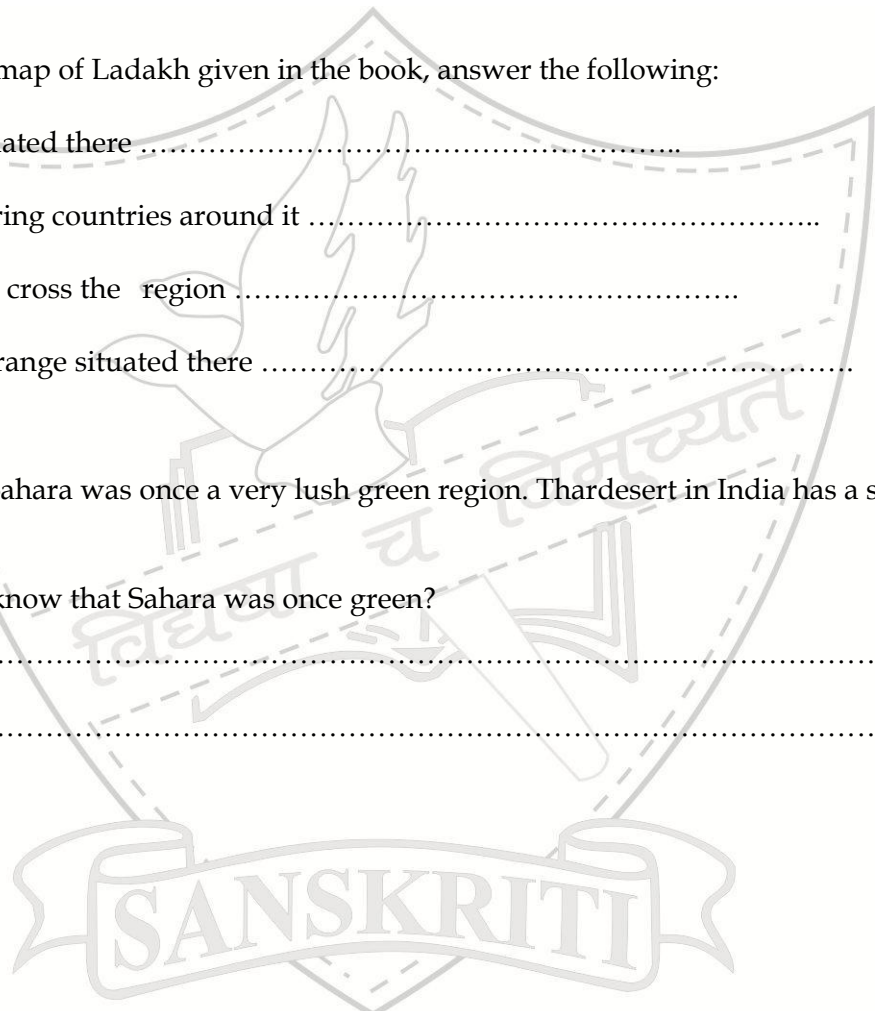 map of Ladakh given in the book, answer the following:
ated there ……………………………………………………..
ring countries around it ……………………………………………..
cross the region …………………………………………….
range situated there …………………………………………………….
ahara was once a very lush green region. Thardesert in India has a s
विद्यया च विमुच्यते
know that Sahara was once green?
………………………………………………………………………………
………………………………………………………………………………
SANSKRITI